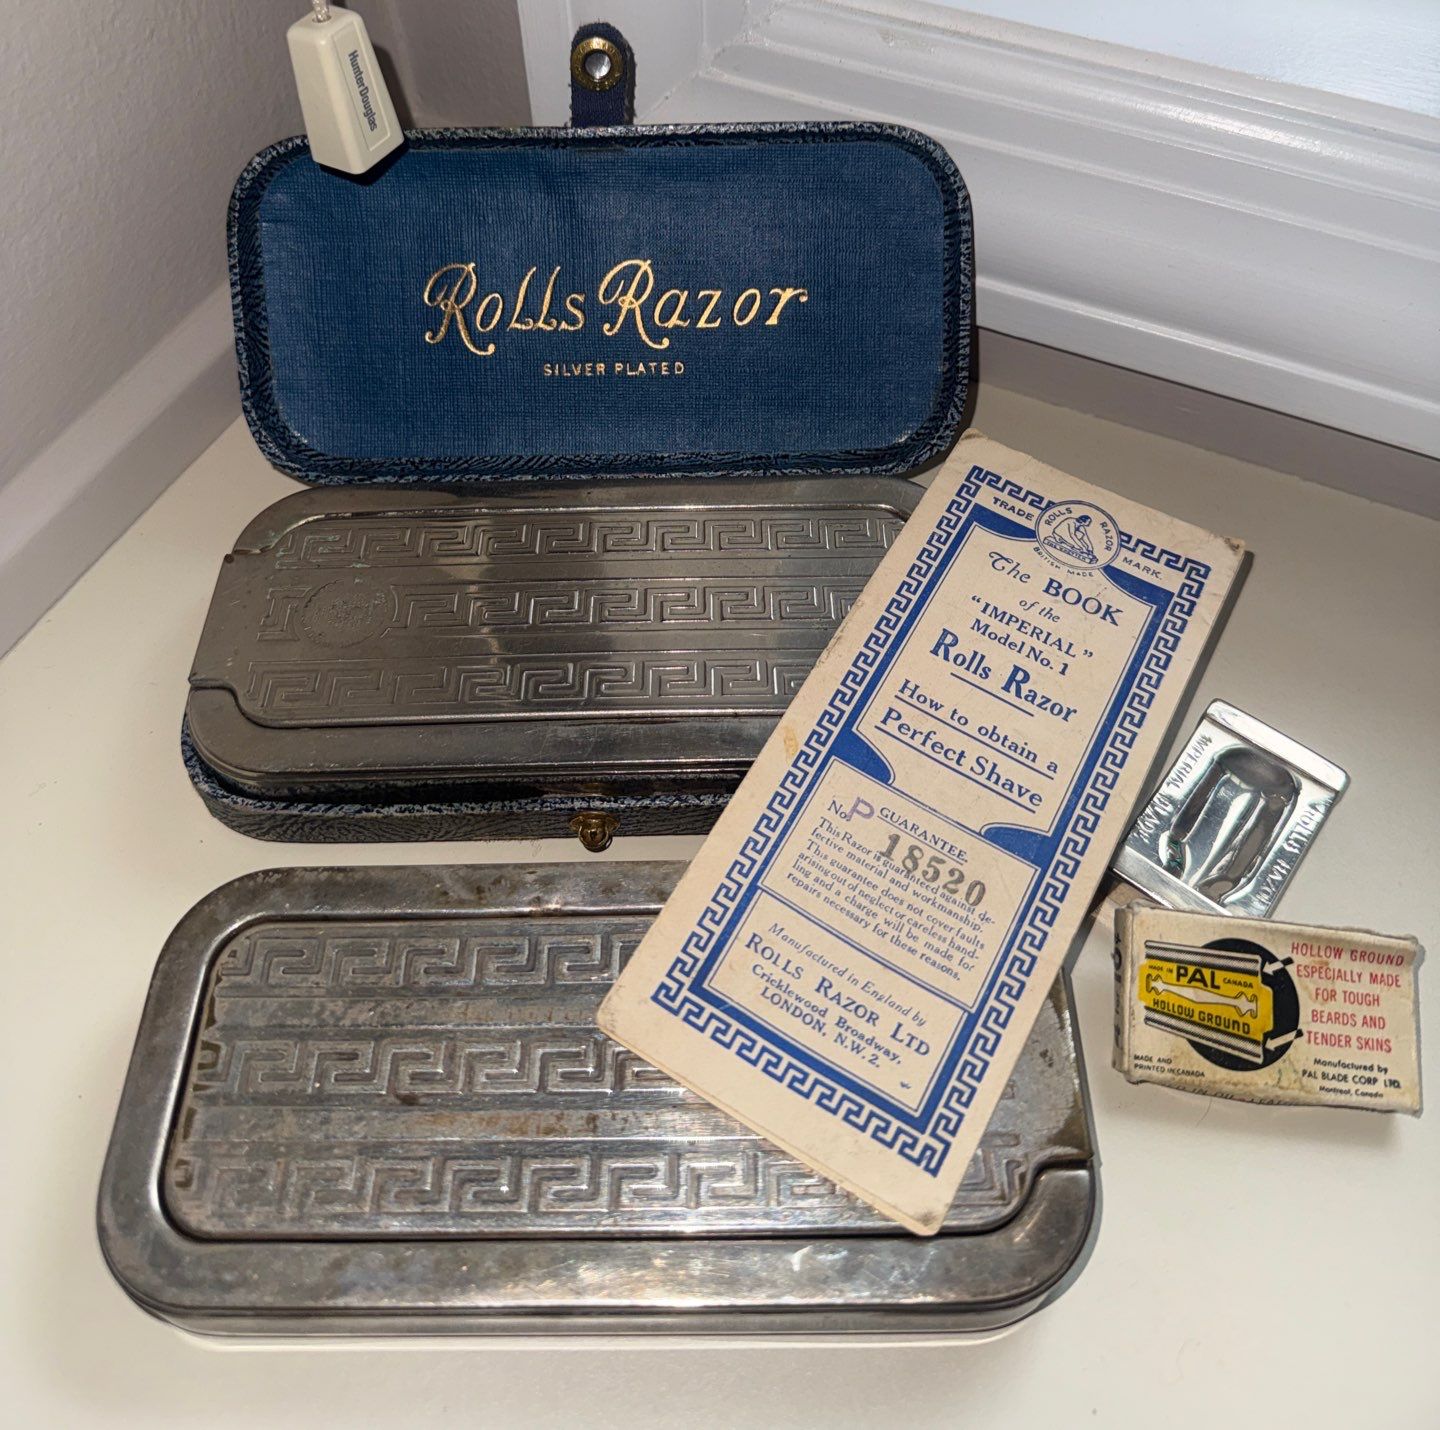 HunterDouglas
Rolls Razor
SILVER PLATED
TRADE MARK.
ROLLS RAZOR
BRITISH MADE
The BOOK
of the
"IMPERIAL"
Model No. 1
Rolls Razor
How to obtain a
Perfect Shave
GUARANTEE.
No. P 18520
This Razor is guaranteed against de-
fective material and workmanship.
This guarantee does not cover faults
arising out of neglect or careless hand-
ling and a charge will be made for
repairs necessary for these reasons.
Manufactured in England by
ROLLS RAZOR LTD
Cricklewood Broadway,
LONDON, N.W. 2.
IMPERIAL BLADE
ROLLS RAZOR
MADE IN PAL CANADA
HOLLOW GROUND
MADE AND
PRINTED IN CANADA
HOLLOW GROUND
ESPECIALLY MADE
FOR TOUGH
BEARDS AND
TENDER SKINS
Manufactured by
PAL BLADE CORP LTD.
Montreal, Canada